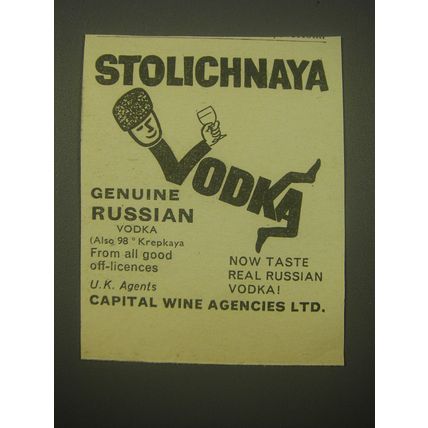 STOLICHNAYA
VODKA
GENUINE
RUSSIAN
VODKA
(Also 98° Krepkaya
From all good
off-licences
U.K. Agents
NOW TASTE
REAL RUSSIAN
VODKA!
CAPITAL WINE AGENCIES LTD.